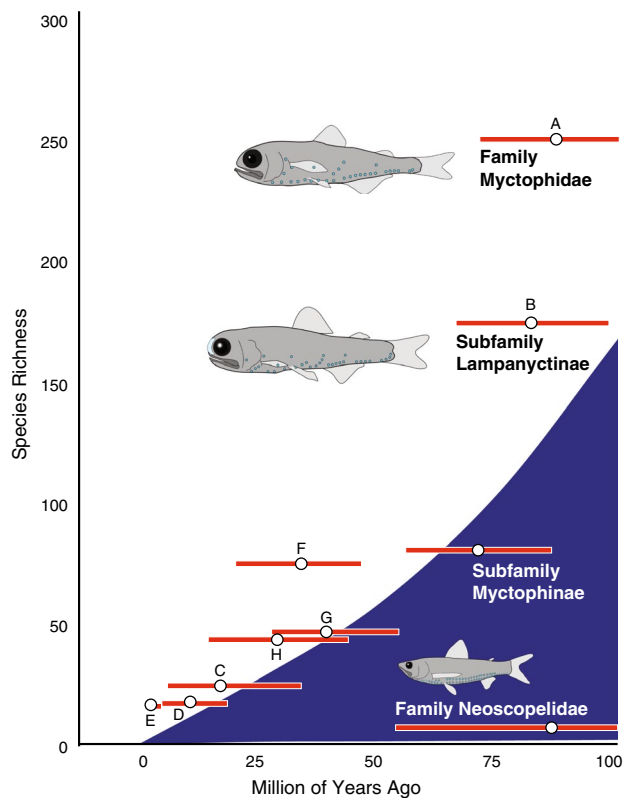 300
A
250
Family
Myctophidae
200
B
Subfamily
Lampanyctinae
Species Richness
150
100
F
Subfamily
Myctophinae
G
50
H
C
E
D
Family Neoscopelidae
0
0
25
50
75
100
Million of Years Ago